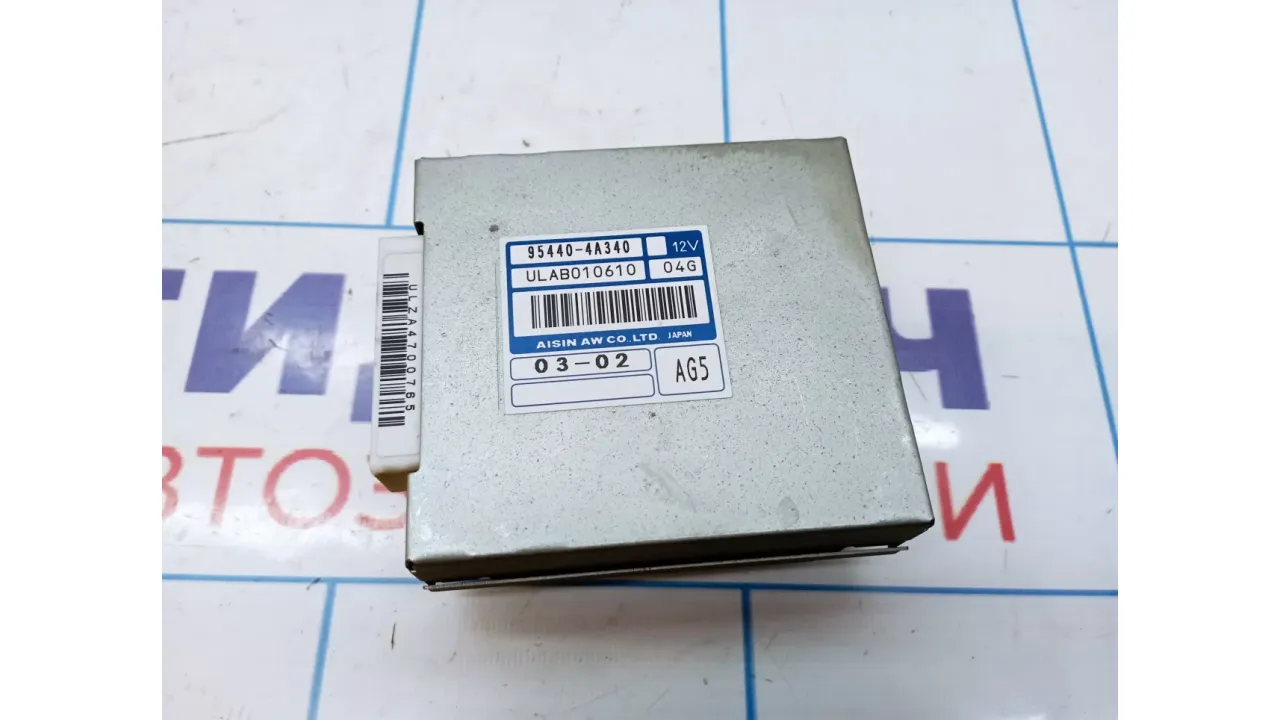 95440-4A340 12V
ULAB010610 04G
AISIN AW CO.,LTD. JAPAN
03-02
AG5
ULZA4700765